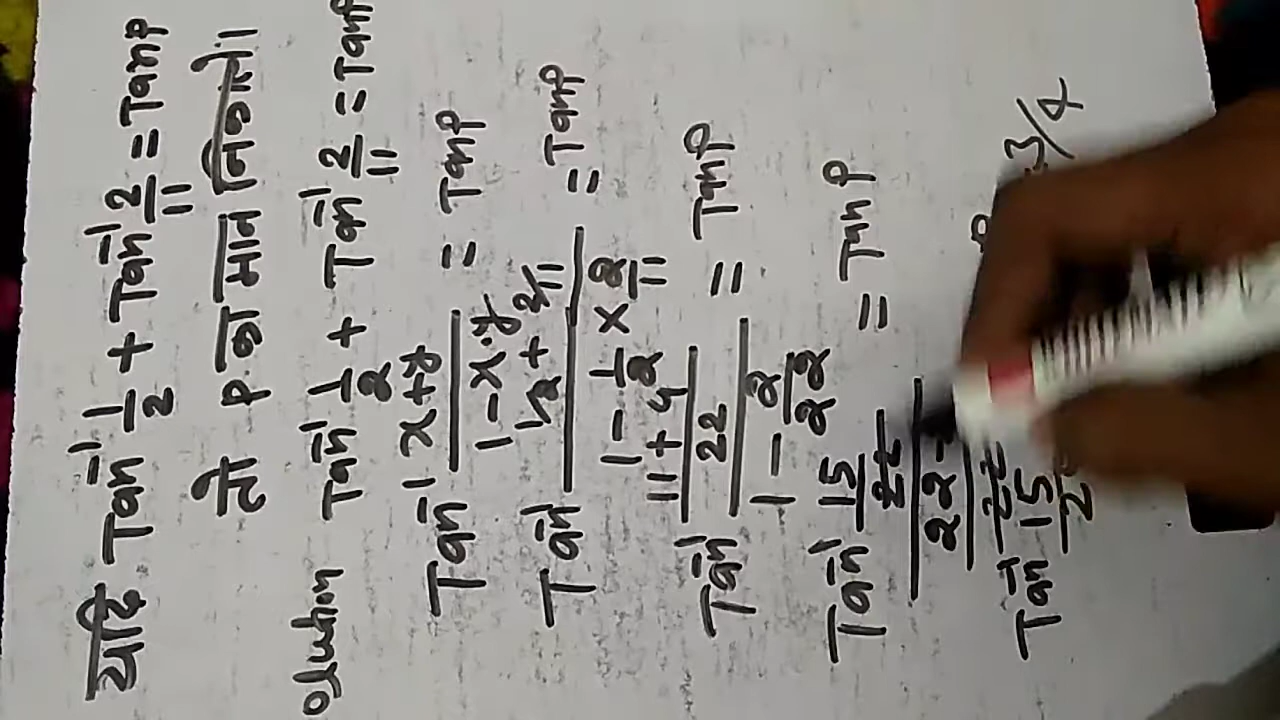 यदि Tan⁻¹ 1/2 + Tan⁻¹ 2/11 = Tan P
तो P का मान निकालो।
olution Tan⁻¹ 1/2 + Tan⁻¹ 2/11 = Tan P
Tan⁻¹ (x+y)/(1-x.y) = Tan P
Tan⁻¹ (1/2 + 2/11)/(1 - 1/2 × 2/11) = Tan P
Tan⁻¹ ((11+4)/22)/(1 - 2/22) = Tan P
Tan⁻¹ (15/22)/(22-/22) = Tan P
Tan⁻¹ 15/2 P 3/4